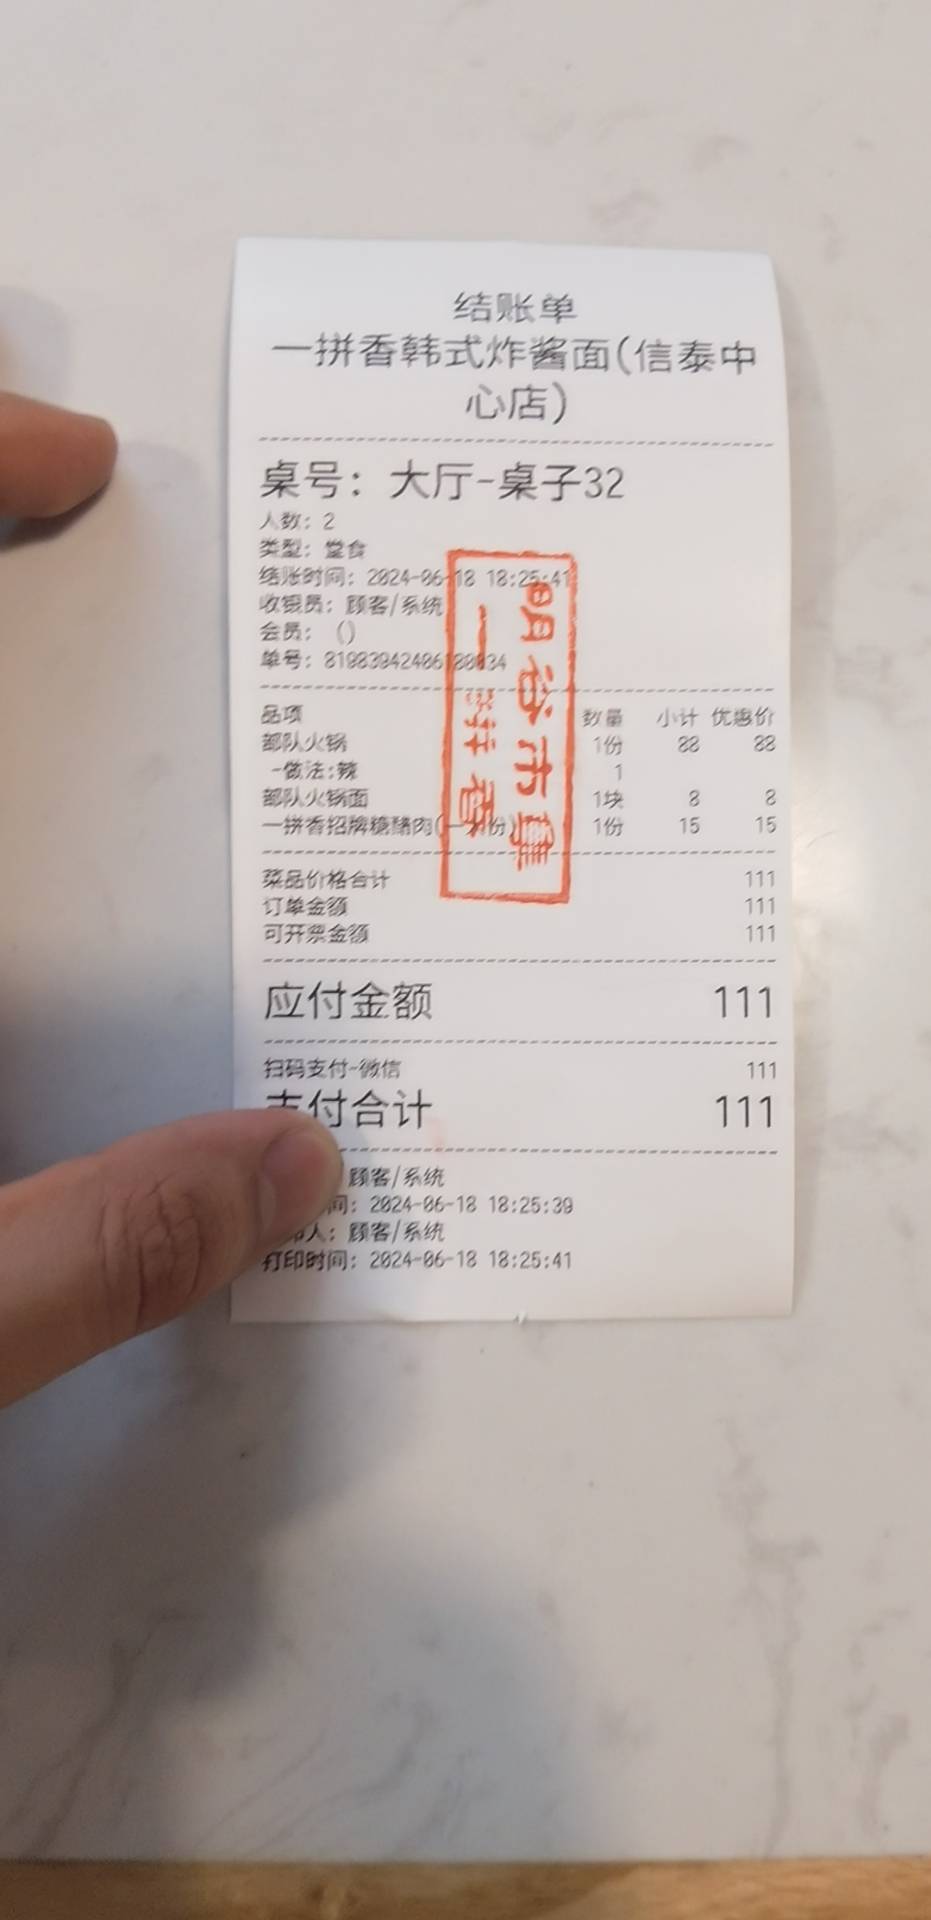 结账单
一拼香韩式炸酱面(信泰中
心店)
桌号: 大厅-桌子32
人数: 2
类型: 堂食
结账时间: 2024-06-18 18:25:41
收银员: 顾客/系统
会员: ()
单号:
品项 数量 小计 优惠价
部队火锅 1份 88 88
-做法:辣 1
部队火锅面 1块 8 8
一拼香招牌糖醋肉( 份) 1份 15 15
菜品价格合计 111
订单金额 111
可开票金额 111
应付金额 111
扫码支付-微信 111
支付合计 111
顾客/系统
间: 2024-06-18 18:25:39
印人: 顾客/系统
打印时间: 2024-06-18 18:25:41